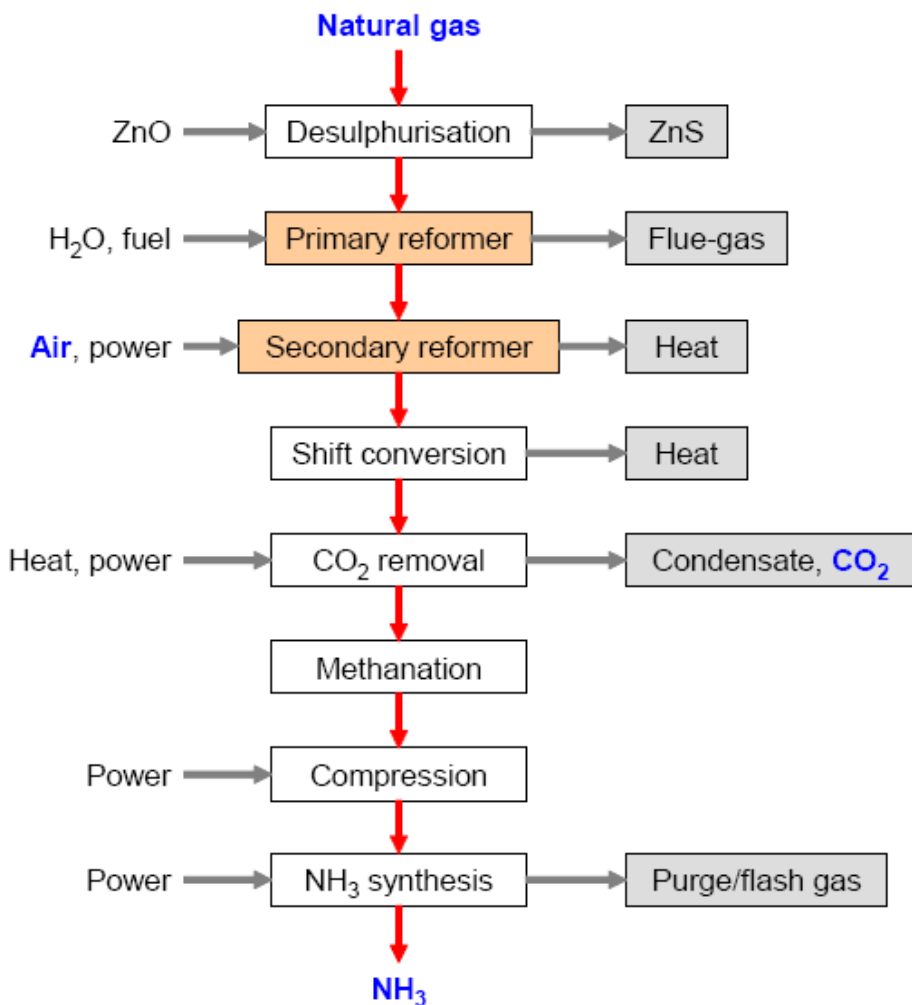 Natural gas
ZnO Desulphurisation ZnS
H₂O, fuel Primary reformer Flue-gas
Air, power Secondary reformer Heat
Shift conversion Heat
Heat, power CO₂ removal Condensate, CO₂
Methanation
Power Compression
Power NH₃ synthesis Purge/flash gas
NH₃